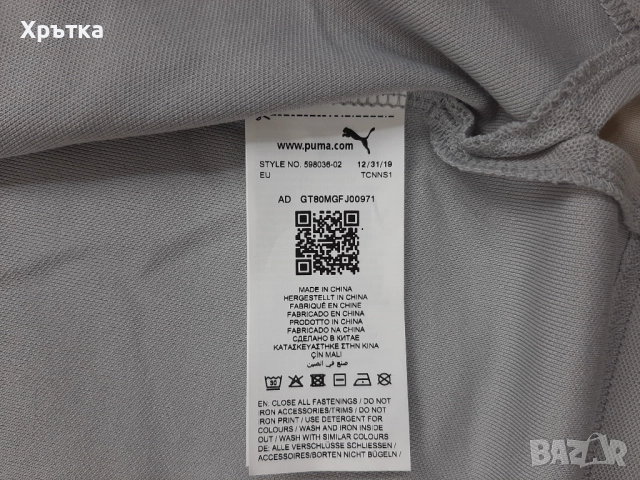 Хрътка
www.puma.com
STYLE NO. 598036-02 12/31/19
EU TCNNS1
AD GT80MGFJ00971
MADE IN CHINA
HERGESTELLT IN CHINA
FABRIQUÉ EN CHINE
FABRICADO EN CHINA
PRODOTTO IN CHINA
FABRICADO NA CHINA
СДЕЛАНО В КИТАЕ
ΚΑΤΑΣΚΕΥΑΣΤΗΚΕ ΣΤΗΝ ΚΙΝΑ
ÇİN MALI
صنع في الصين
30
EN: CLOSE ALL FASTENINGS / DO NOT
IRON ACCESSORIES/TRIMS / DO NOT
IRON PRINT / USE DETERGENT FOR
COLOURS / WASH AND IRON INSIDE
OUT / WASH WITH SIMILAR COLOURS
DE: ALLE VERSCHLÜSSE SCHLIESSEN /
ACCESSOIRES/BORTEN NICHT BÜGELN /
BAZAR